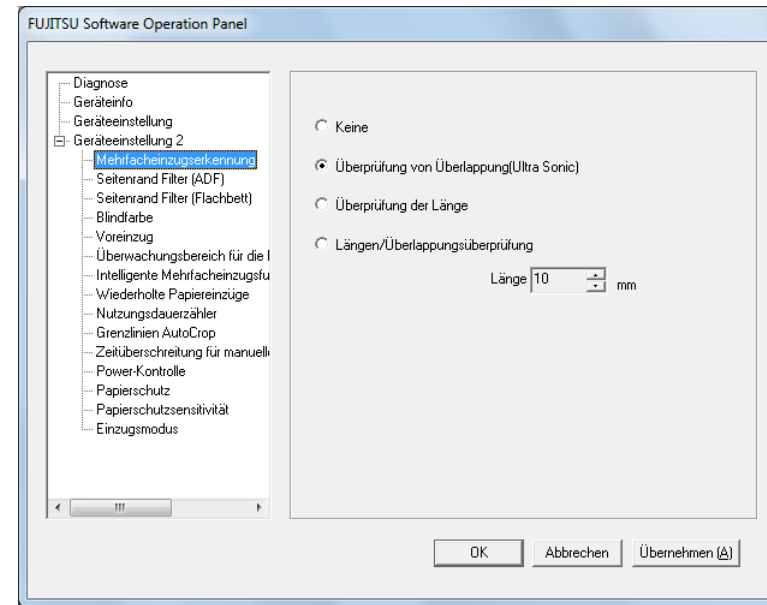 FUJITSU Software Operation Panel
Diagnose
Geräteinfo
Geräteeinstellung
Geräteeinstellung 2
Mehrfacheinzugserkennung
Seitenrand Filter (ADF)
Seitenrand Filter (Flachbett)
Blindfarbe
Voreinzug
Überwachungsbereich für die I
Intelligente Mehrfacheinzugsfu
Wiederholte Papiereinzüge
Nutzungsdauerzähler
Grenzlinien AutoCrop
Zeitüberschreitung für manuell
Power-Kontrolle
Papierschutz
Papierschutzsensitivität
Einzugsmodus
Keine
Überprüfung von Überlappung(Ultra Sonic)
Überprüfung der Länge
Längen/Überlappungsüberprüfung
Länge 10 mm
OK Abbrechen Übernehmen (A)